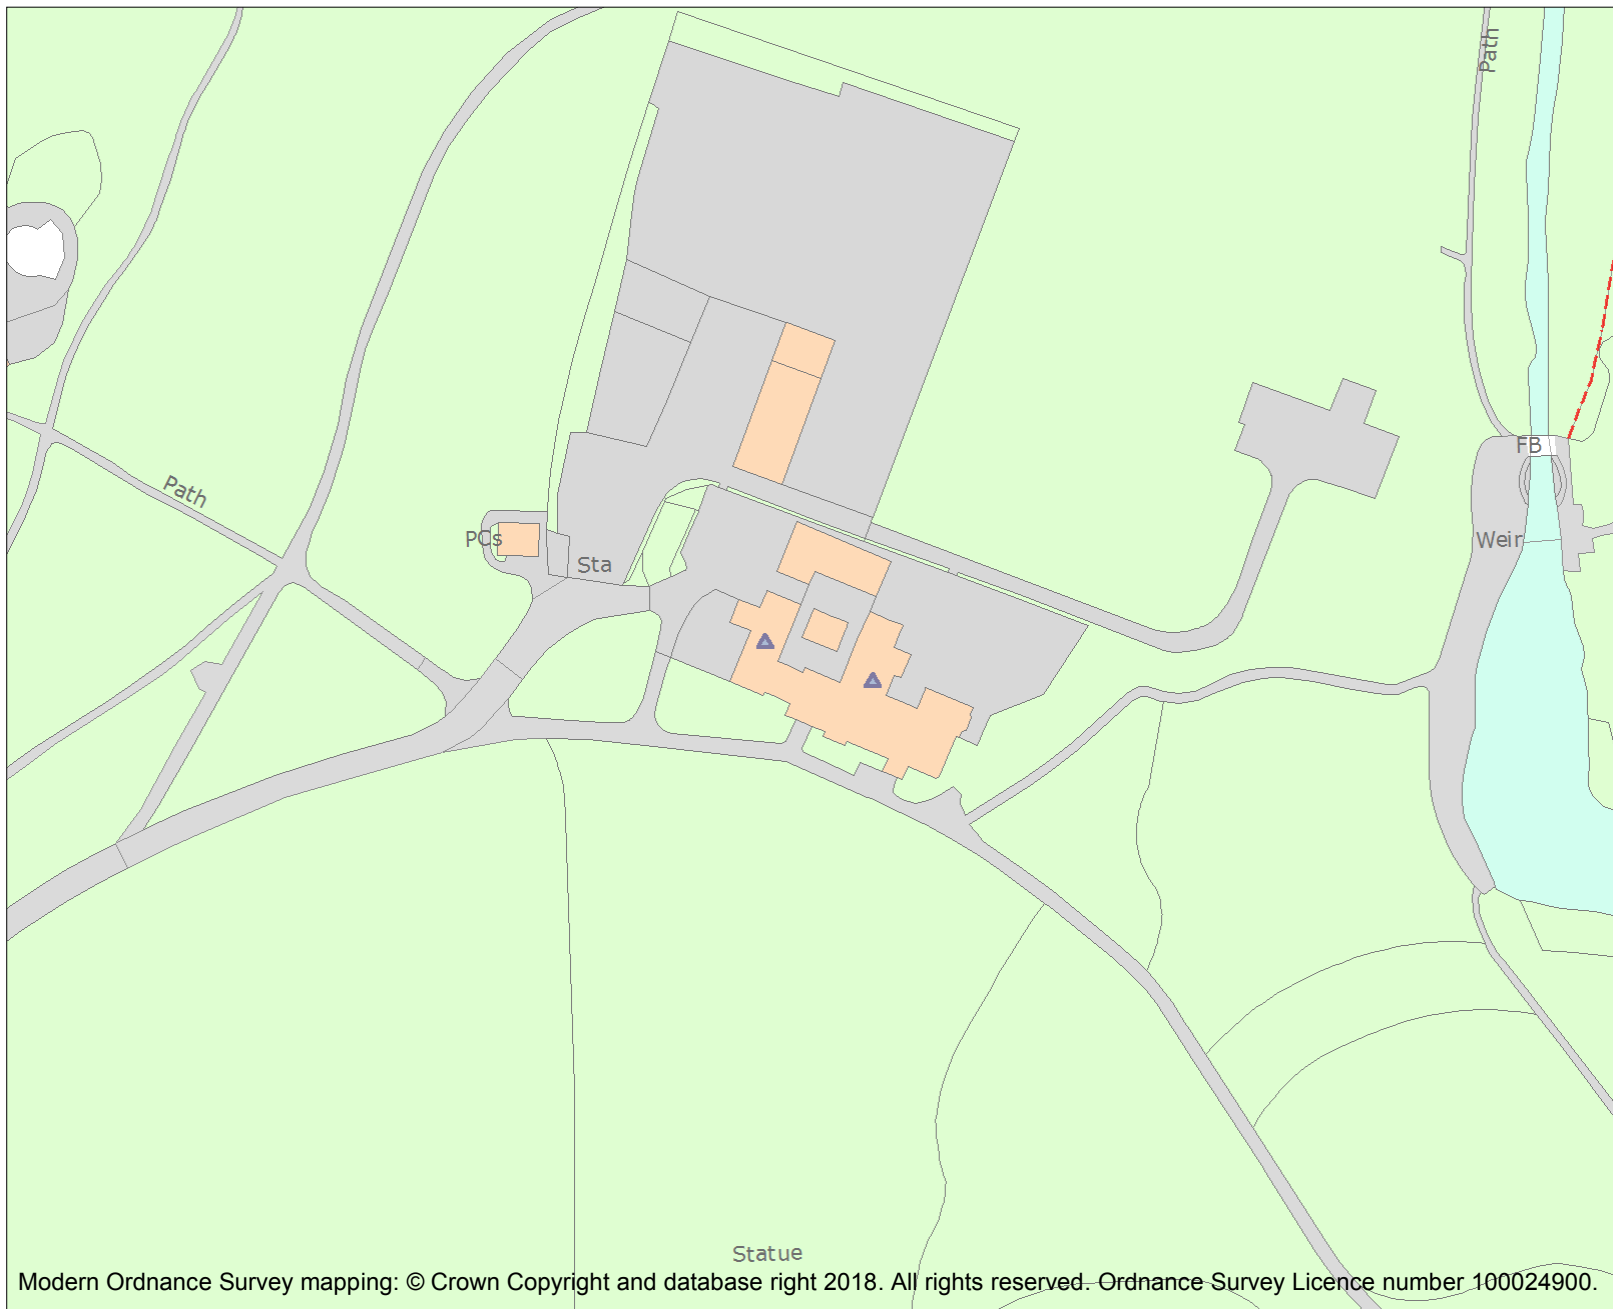 Path
Path
FB
PCs
Weir
Sta
Statue
Modern Ordnance Survey mapping: © Crown Copyright and database right 2018. All rights reserved. Ordnance Survey Licence number 100024900.